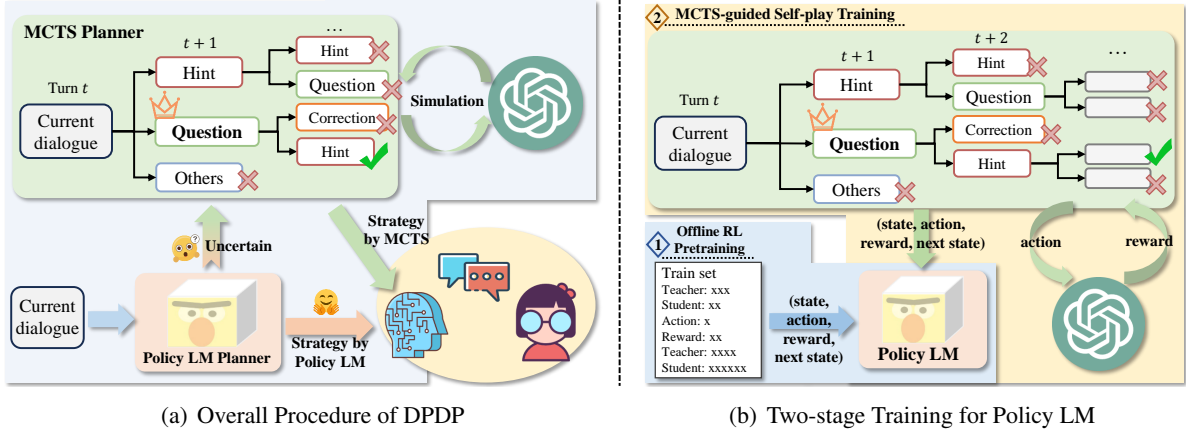 MCTS Planner
t + 1
...
Turn t
Current
dialogue
Hint
Question
Others
Hint
Question
Correction
Hint
Simulation
Uncertain
Strategy
by MCTS
Current
dialogue
Policy LM Planner
Strategy by
Policy LM
(a) Overall Procedure of DPDP
2 MCTS-guided Self-play Training
t + 1
t + 2
...
Turn t
Current
dialogue
Hint
Question
Others
Hint
Question
Correction
Hint
(state, action,
reward, next state)
action
reward
1 Offline RL
Pretraining
Train set
Teacher: xxx
Student: xx
Action: x
Reward: xx
Teacher: xxxx
Student: xxxxxx
(state,
action,
reward,
next state)
Policy LM
(b) Two-stage Training for Policy LM